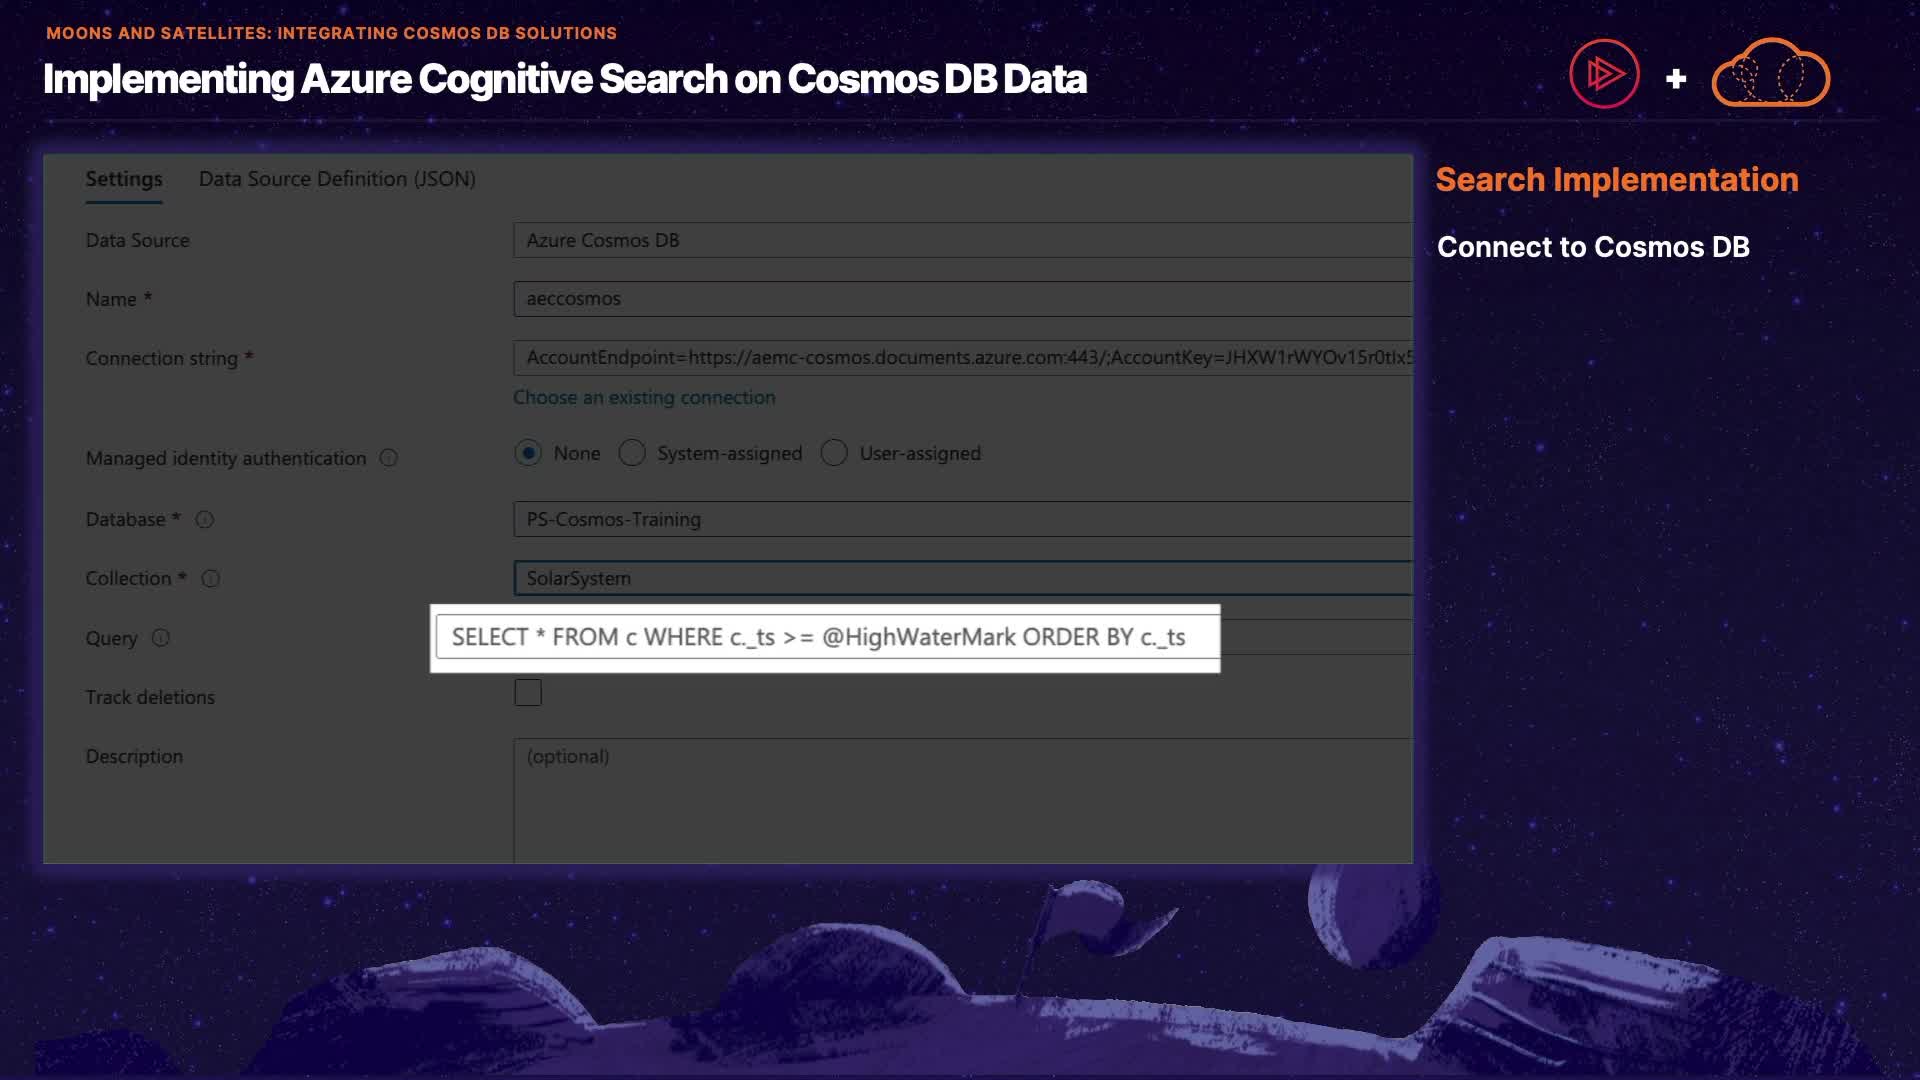 MOONS AND SATELLITES: INTEGRATING COSMOS DB SOLUTIONS
Implementing Azure Cognitive Search on Cosmos DB Data
+
Settings Data Source Definition (JSON)
Data Source Azure Cosmos DB
Name * aeccosmos
Connection string * AccountEndpoint=https://aemc-cosmos.documents.azure.com:443/;AccountKey=JHXW1rWYOv15r0tlx5
Choose an existing connection
Managed identity authentication None System-assigned User-assigned
Database * PS-Cosmos-Training
Collection * SolarSystem
Query SELECT * FROM c WHERE c._ts >= @HighWaterMark ORDER BY c._ts
Track deletions
Description (optional)
Search Implementation
Connect to Cosmos DB